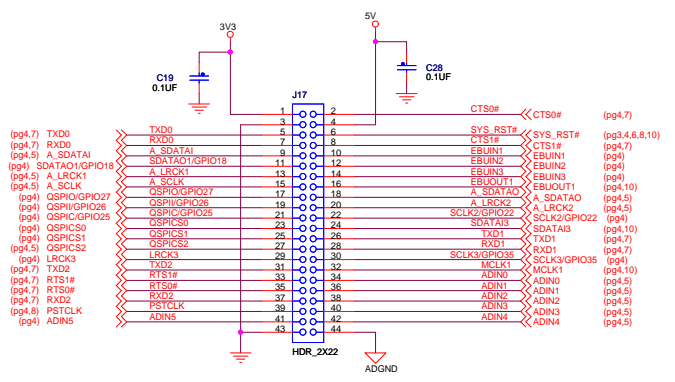 5V
3V3
C19
0.1UF
C28
0.1UF
J17
1 2 CTS0# CTS0# (pg4,7)
3 4
(pg4,7) TXD0 TXD0 5 6 SYS_RST# SYS_RST# (pg3,4,6,8,10)
(pg4,7) RXD0 RXD0 7 8 CTS1# CTS1# (pg4,7)
(pg4,5) A_SDATAI A_SDATAI 9 10 EBUIN1 EBUIN1 (pg4)
(pg4) SDATAO1/GPIO18 SDATAO1/GPIO18 11 12 EBUIN2 EBUIN2 (pg4)
(pg4,5) A_LRCK1 A_LRCK1 13 14 EBUIN3 EBUIN3 (pg4)
(pg4,5) A_SCLK A_SCLK 15 16 EBUOUT1 EBUOUT1 (pg4,10)
(pg4) QSPIO/GPIO27 QSPIO/GPIO27 17 18 A_SDATAO A_SDATAO (pg4,5)
(pg4) QSPII/GPIO26 QSPII/GPIO26 19 20 A_LRCK2 A_LRCK2 (pg4,5)
(pg4) QSPIC/GPIO25 QSPIC/GPIO25 21 22 SCLK2/GPIO22 SCLK2/GPIO22 (pg4)
(pg4) QSPICS0 QSPICS0 23 24 SDATAI3 SDATAI3 (pg4,10)
(pg4) QSPICS1 QSPICS1 25 26 TXD1 TXD1 (pg4,7)
(pg4,5) QSPICS2 QSPICS2 27 28 RXD1 RXD1 (pg4,7)
(pg4) LRCK3 LRCK3 29 30 SCLK3/GPIO35 SCLK3/GPIO35 (pg4)
(pg4,7) TXD2 TXD2 31 32 MCLK1 MCLK1 (pg4,10)
(pg4,7) RTS1# RTS1# 33 34 ADIN0 ADIN0 (pg4,5)
(pg4,7) RTS0# RTS0# 35 36 ADIN1 ADIN1 (pg4,5)
(pg4,7) RXD2 RXD2 37 38 ADIN2 ADIN2 (pg4,5)
(pg4,8) PSTCLK PSTCLK 39 40 ADIN3 ADIN3 (pg4,5)
(pg4) ADIN5 ADIN5 41 42 ADIN4 ADIN4 (pg4,5)
43 44
HDR_2X22
ADGND